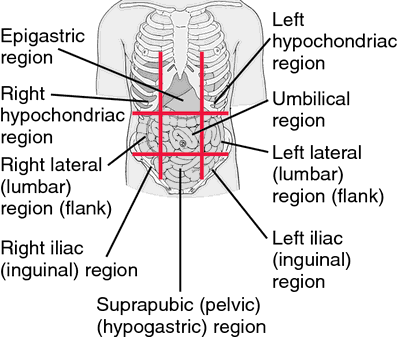 Epigastric
region
Left
hypochondriac
region
Right
hypochondriac
region
Umbilical
region
Right lateral
(lumbar)
region (flank)
Left lateral
(lumbar)
region (flank)
Right iliac
(inguinal) region
Left iliac
(inguinal)
region
Suprapubic (pelvic)
(hypogastric) region